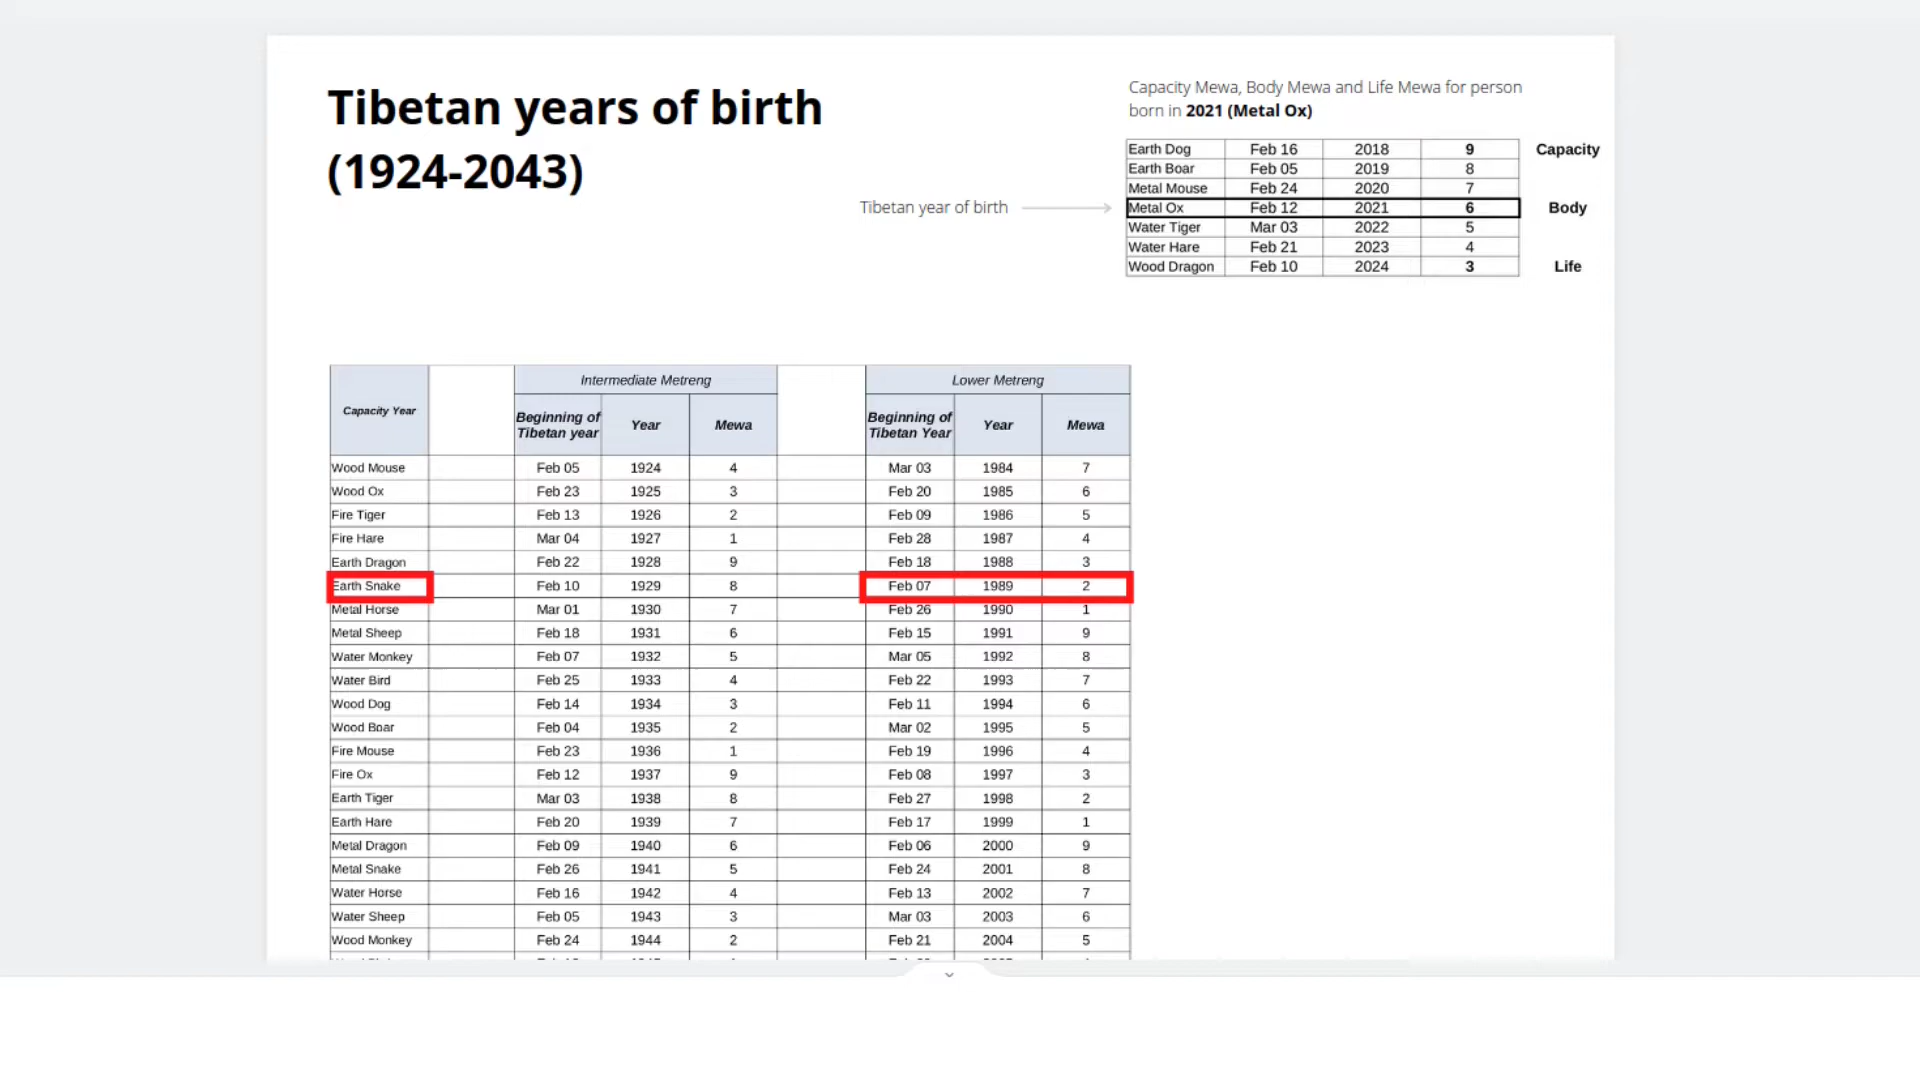 Tibetan years of birth
(1924-2043)
Capacity Mewa, Body Mewa and Life Mewa for person
born in 2021 (Metal Ox)
Earth Dog Feb 16 2018 9 Capacity
Earth Boar Feb 05 2019 8
Metal Mouse Feb 24 2020 7
Tibetan year of birth Metal Ox Feb 12 2021 6 Body
Water Tiger Mar 03 2022 5
Water Hare Feb 21 2023 4
Wood Dragon Feb 10 2024 3 Life
Intermediate Metreng Lower Metreng
Capacity Year Beginning of Tibetan year Year Mewa Beginning of Tibetan Year Year Mewa
Wood Mouse Feb 05 1924 4 Mar 03 1984 7
Wood Ox Feb 23 1925 3 Feb 20 1985 6
Fire Tiger Feb 13 1926 2 Feb 09 1986 5
Fire Hare Mar 04 1927 1 Feb 28 1987 4
Earth Dragon Feb 22 1928 9 Feb 18 1988 3
Earth Snake Feb 10 1929 8 Feb 07 1989 2
Metal Horse Mar 01 1930 7 Feb 26 1990 1
Metal Sheep Feb 18 1931 6 Feb 15 1991 9
Water Monkey Feb 07 1932 5 Mar 05 1992 8
Water Bird Feb 25 1933 4 Feb 22 1993 7
Wood Dog Feb 14 1934 3 Feb 11 1994 6
Wood Boar Feb 04 1935 2 Mar 02 1995 5
Fire Mouse Feb 23 1936 1 Feb 19 1996 4
Fire Ox Feb 12 1937 9 Feb 08 1997 3
Earth Tiger Mar 03 1938 8 Feb 27 1998 2
Earth Hare Feb 20 1939 7 Feb 17 1999 1
Metal Dragon Feb 09 1940 6 Feb 06 2000 9
Metal Snake Feb 26 1941 5 Feb 24 2001 8
Water Horse Feb 16 1942 4 Feb 13 2002 7
Water Sheep Feb 05 1943 3 Mar 03 2003 6
Wood Monkey Feb 24 1944 2 Feb 21 2004 5